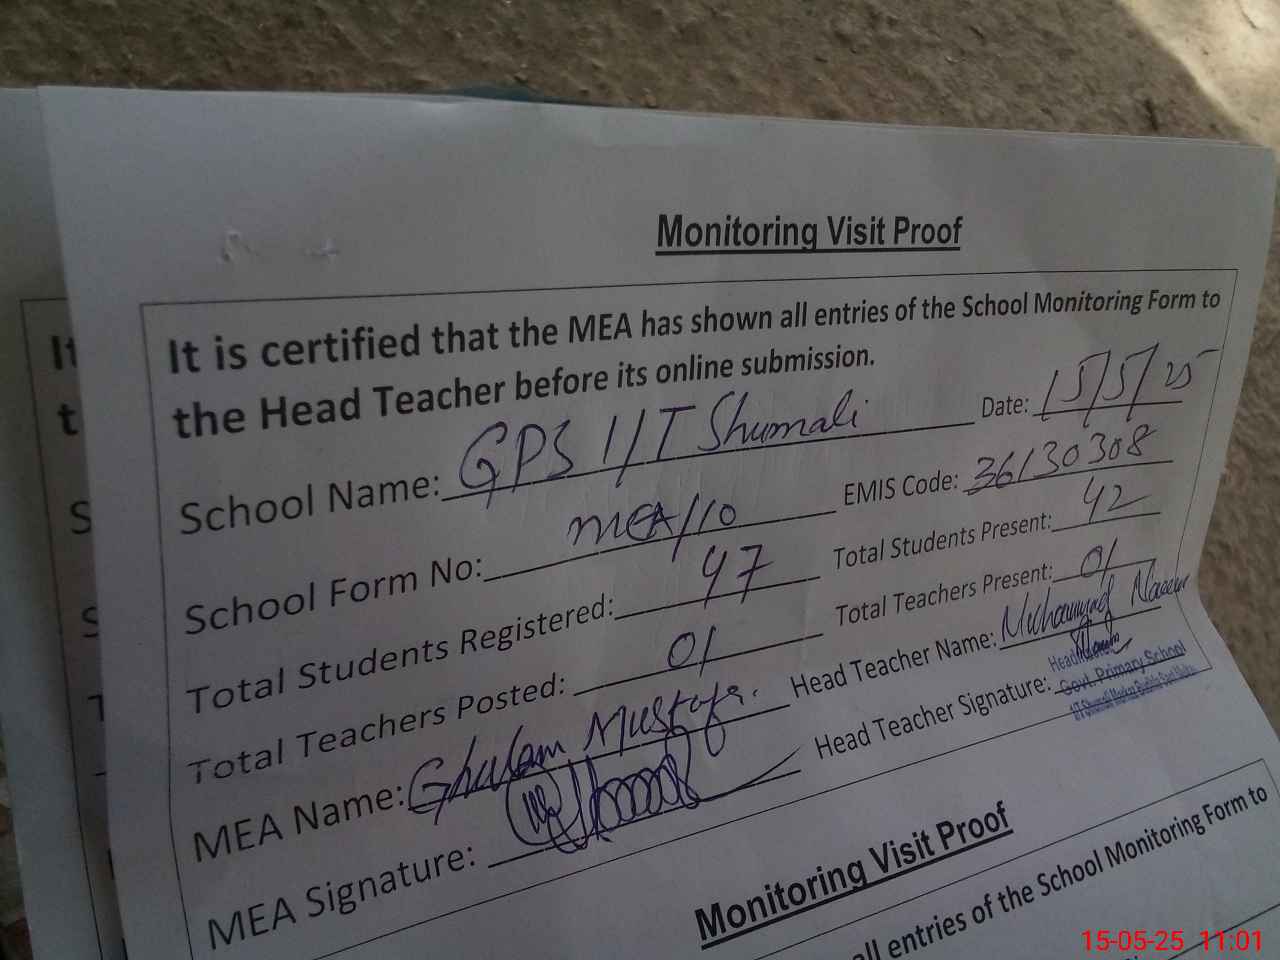 Monitoring Visit Proof
It is certified that the MEA has shown all entries of the School Monitoring Form to
the Head Teacher before its online submission.
School Name: GPS 1/T Shumali Date: 15/5/25
School Form No: MEA/10 EMIS Code: 36130308
Total Students Registered: 47 Total Students Present: 42
Total Teachers Posted: 01 Total Teachers Present: 01
MEA Name: Ghulam Mustafa. Head Teacher Name: Muhammad Naeem
MEA Signature: Head Teacher Signature:
Head
Govt. Primary School
Monitoring Visit Proof
all entries of the School Monitoring Form to
It
t
S
S
T
15-05-25 11:01